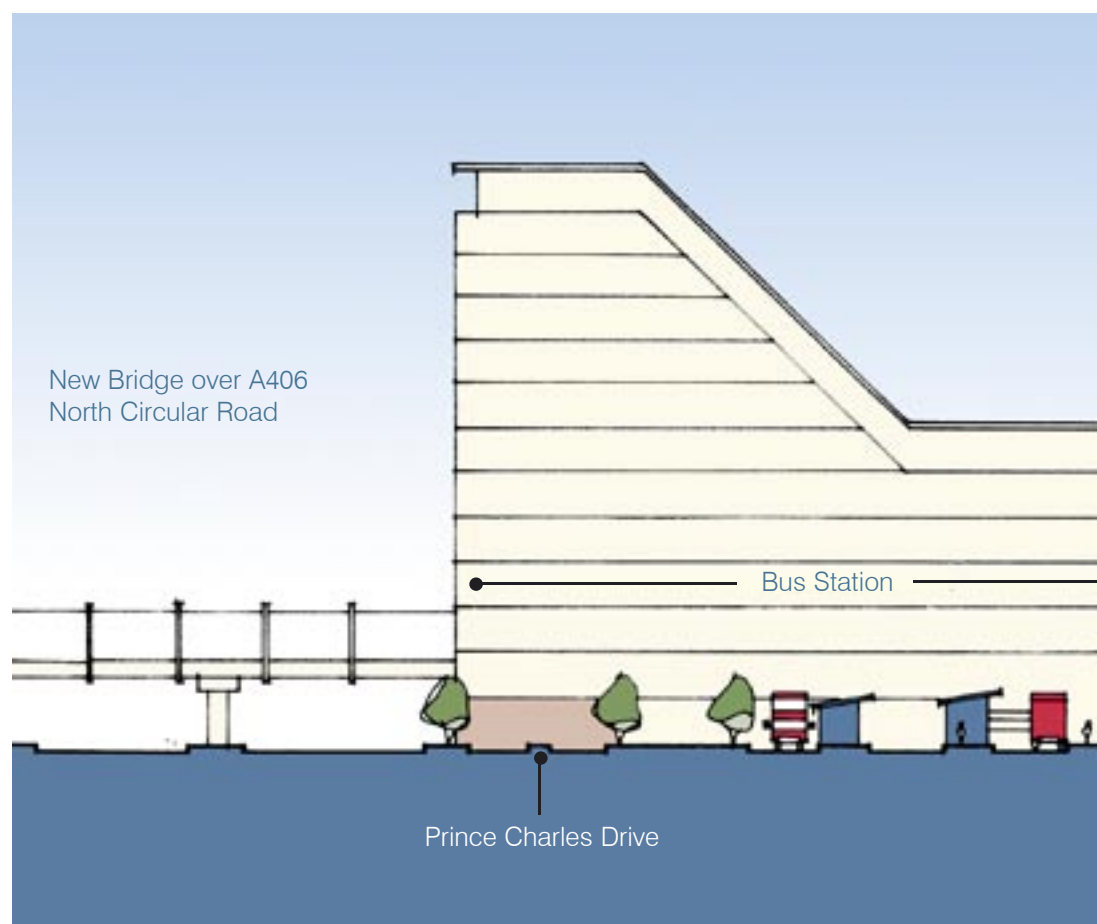 New Bridge over A406
North Circular Road
Bus Station
Prince Charles Drive